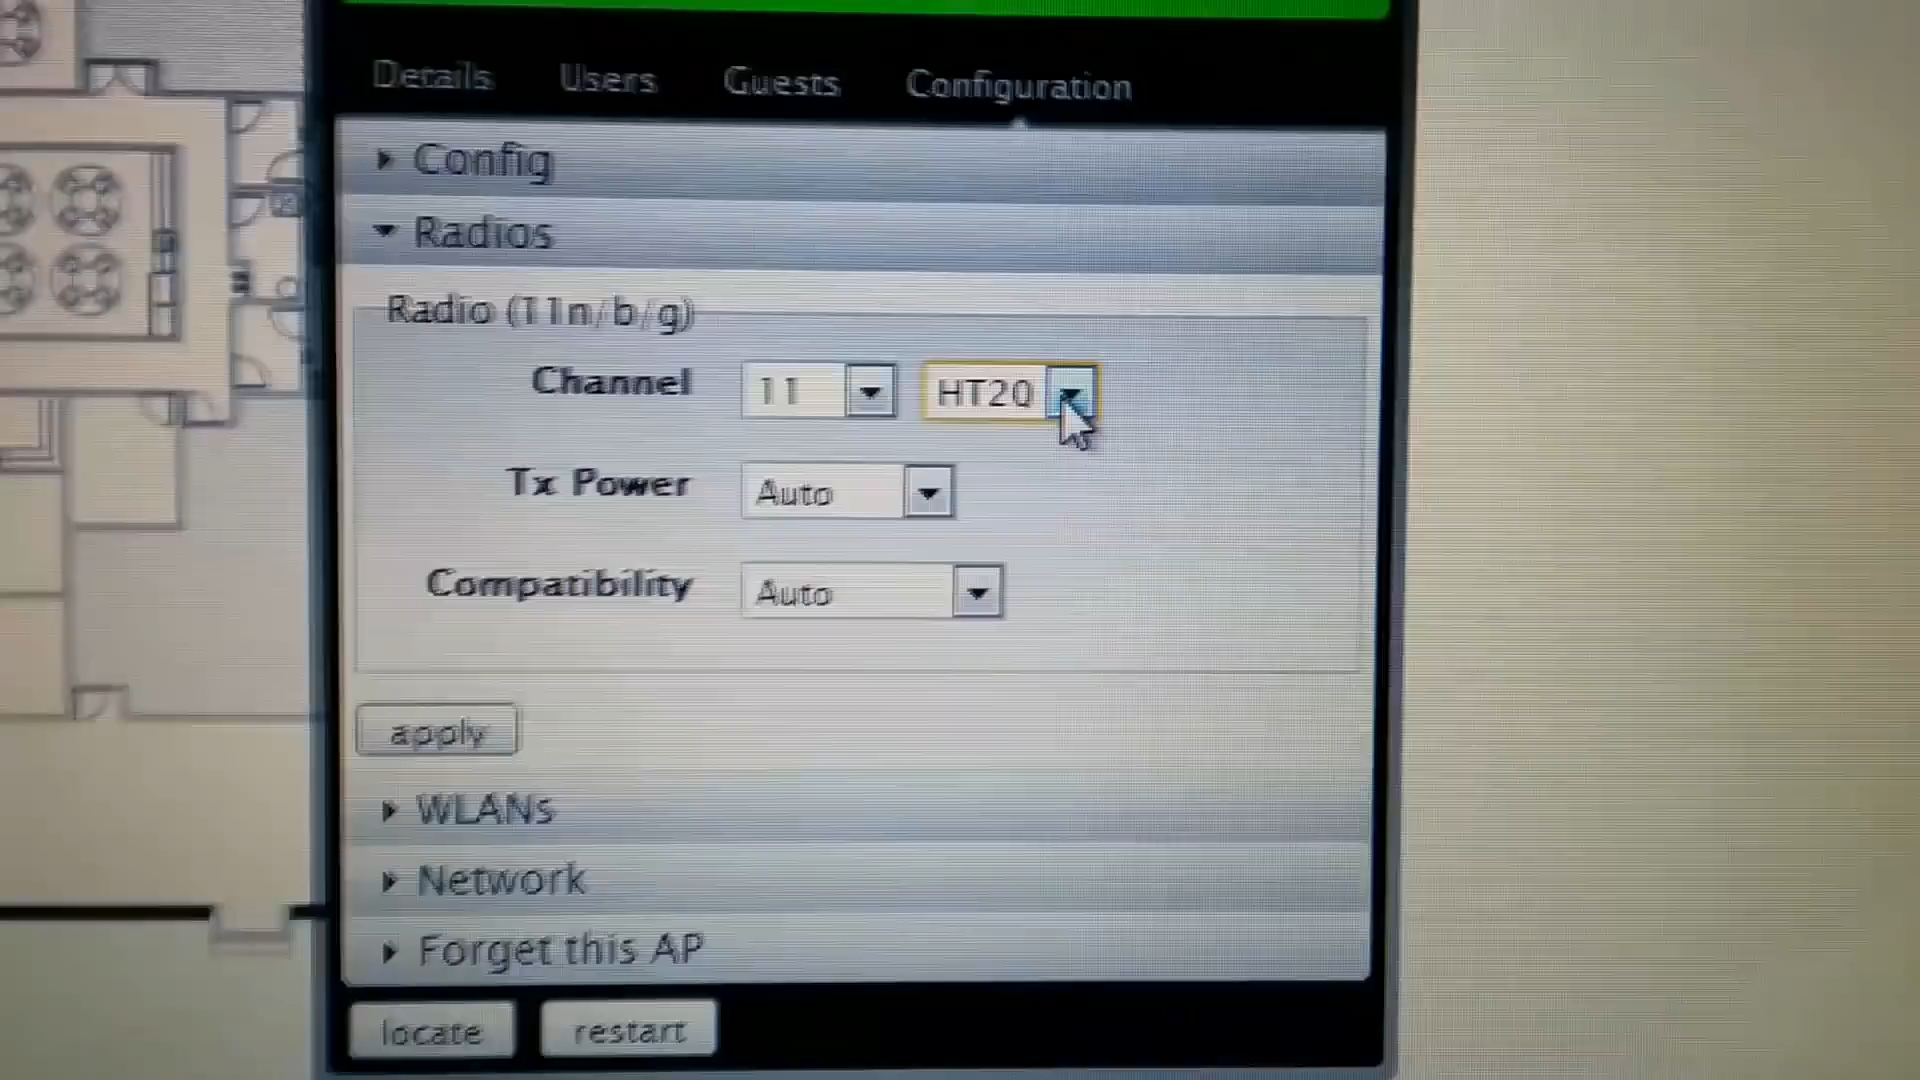 Details Users Guests Configuration
Config
Radios
Radio (11n/b/g)
Channel 11 HT20
Tx Power Auto
Compatibility Auto
apply
WLANs
Network
Forget this AP
locate restart